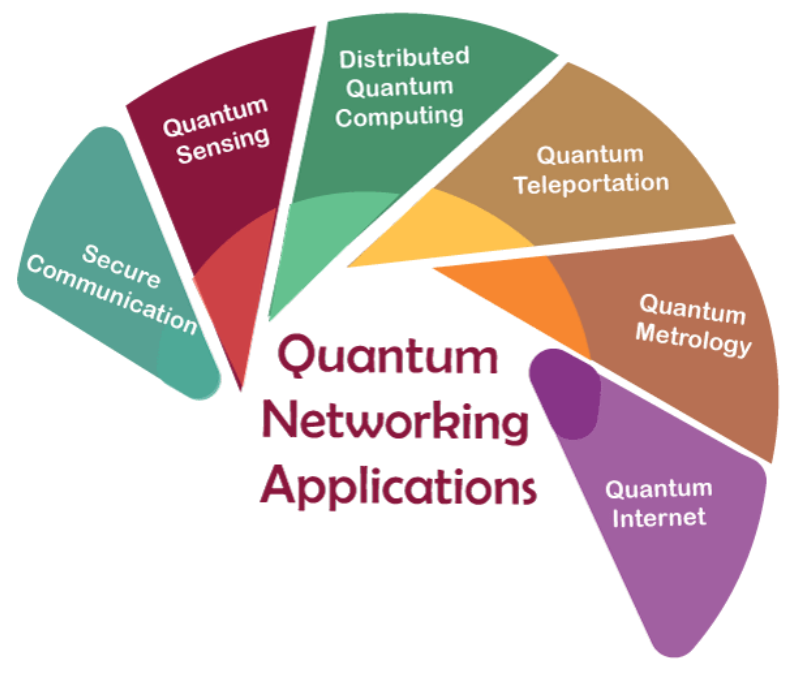 Secure
Communication
Quantum
Sensing
Distributed
Quantum
Computing
Quantum
Teleportation
Quantum
Metrology
Quantum
Internet
Quantum
Networking
Applications